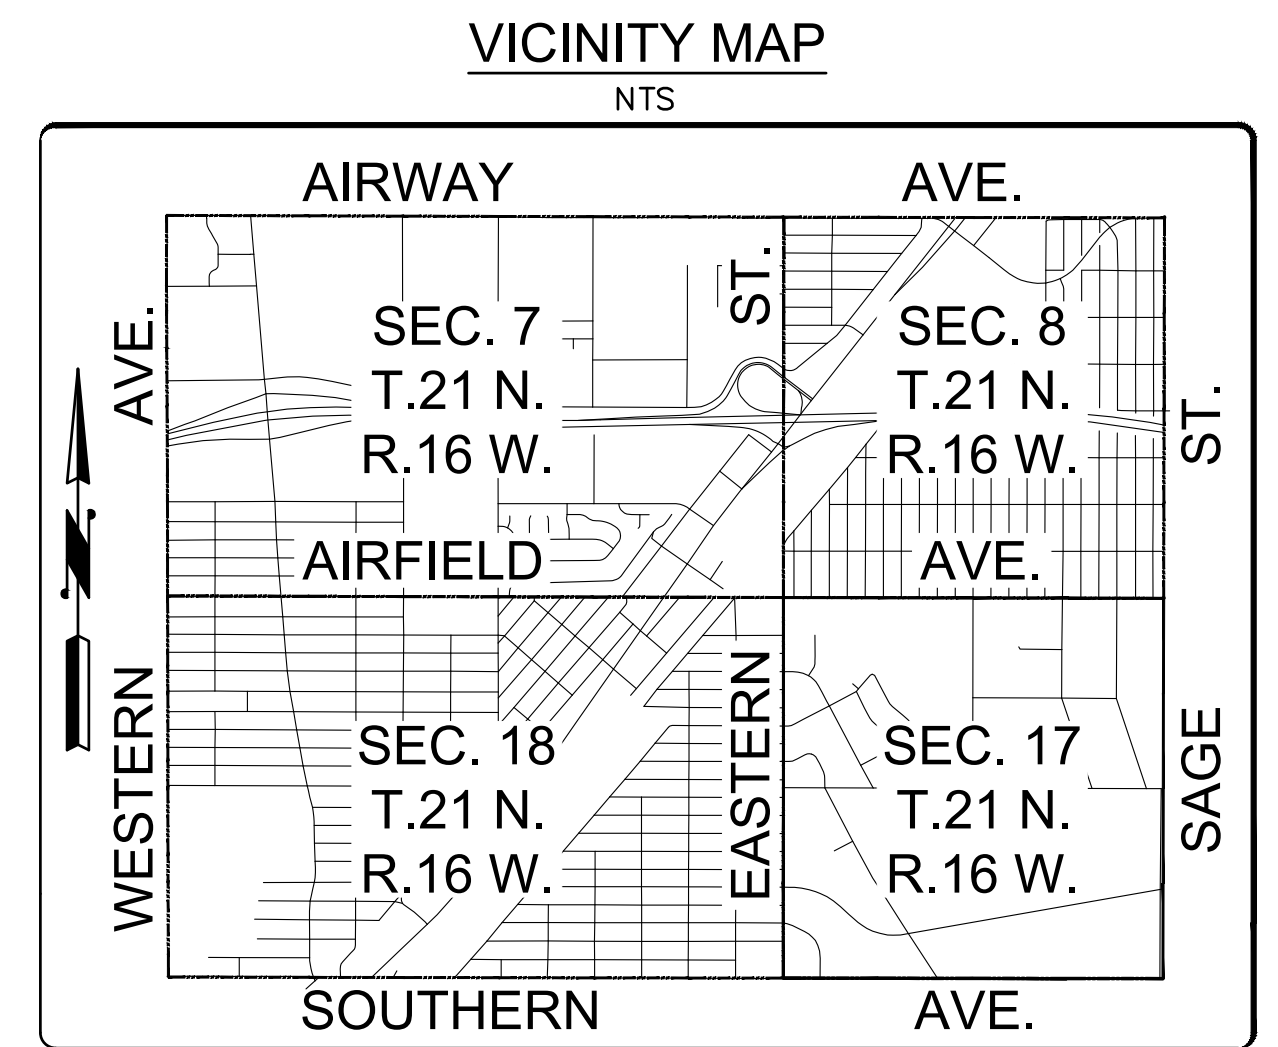 VICINITY MAP
NTS
AIRWAY AVE.
WESTERN AVE.
SEC. 7
T.21 N.
R.16 W.
EASTERN ST.
SEC. 8
T.21 N.
R.16 W.
SAGE ST.
N
AIRFIELD AVE.
SEC. 18
T.21 N.
R.16 W.
SEC. 17
T.21 N.
R.16 W.
SOUTHERN AVE.